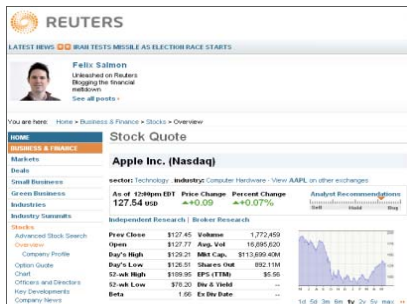 REUTERS
LATEST NEWS IRAN TESTS MISSILE AS ELECTION RACE STARTS
Felix Salmon
Unleashed on Reuters
Blogging the financial
meltdown
See all posts
You are here: Home > Business & Finance > Stocks > Overview
HOME
BUSINESS & FINANCE
Markets
Deals
Small Business
Green Business
Industries
Industry Summits
Stocks
Advanced Stock Search
Overview
Company Profile
Option Quote
Chart
Officers and Directors
Key Developments
Company News
Stock Quote
Apple Inc. (Nasdaq)
sector: Technology . industry: Computer Hardware - View AAPL on other exchanges
As of 12:00pm EDT Price Change Percent Change Analyst Recommendations
127.54 USD +0.09 +0.07%
Sell Hold Buy
Independent Research | Broker Research
Prev Close $127.45 Volume 1,772,459
Open $127.77 Avg. Vol 16,895,620
Day's High $129.21 Mkt Cap. $113,699.40M
Day's Low $126.51 Shares Out 892.11M
52-wk High $189.95 EPS (TTM) $5.56
52-wk Low $78.20 Div & Yield --
Beta 1.66 Ex Div Date --
1d 5d 3m 6m 1y 2y 5y max